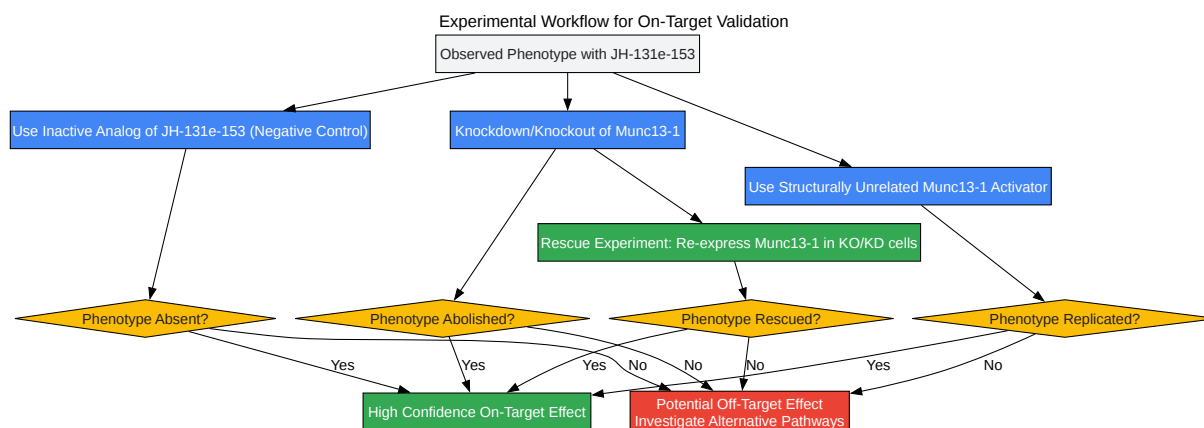 Experimental Workflow for On-Target Validation
Observed Phenotype with JH-131e-153
Use Inactive Analog of JH-131e-153 (Negative Control)
Knockdown/Knockout of Munc13-1
Use Structurally Unrelated Munc13-1 Activator
Rescue Experiment: Re-express Munc13-1 in KO/KD cells
Phenotype Absent?
Phenotype Abolished?
Phenotype Rescued?
Phenotype Replicated?
Yes
No
Yes
No
Yes
No
Yes
No
High Confidence On-Target Effect
Potential Off-Target Effect
Investigate Alternative Pathways